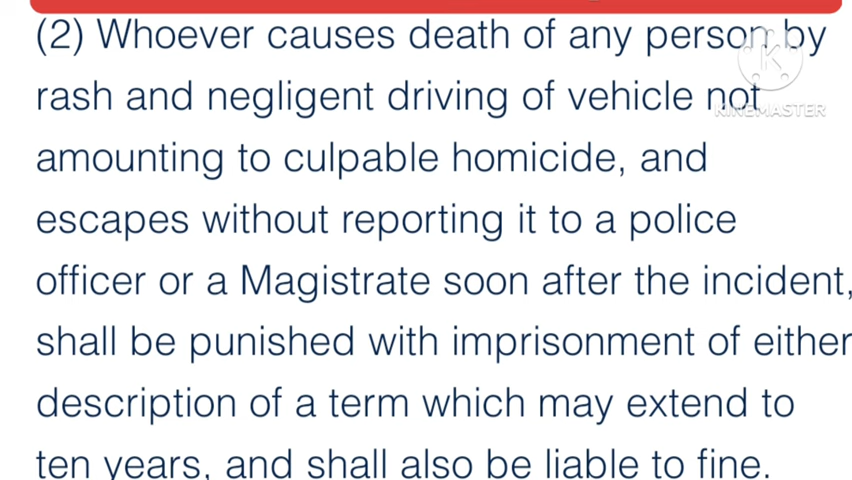 (2) Whoever causes death of any person by
rash and negligent driving of vehicle not
KINEMASTER
amounting to culpable homicide, and
escapes without reporting it to a police
officer or a Magistrate soon after the incident,
shall be punished with imprisonment of either
description of a term which may extend to
ten years, and shall also be liable to fine.